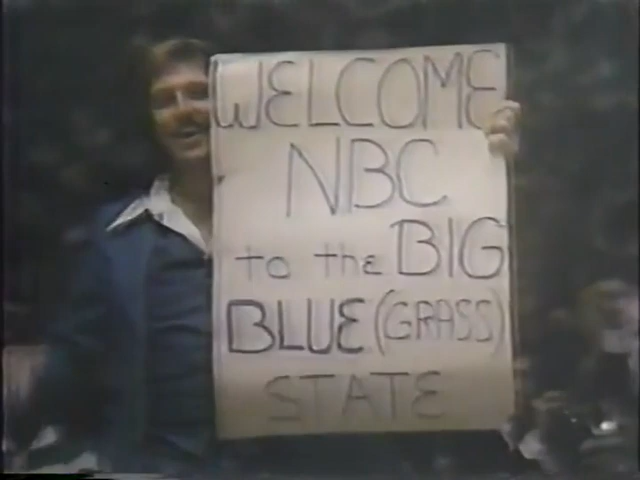 WELCOME
NBC
to the BIG
BLUE (GRASS)
STATE